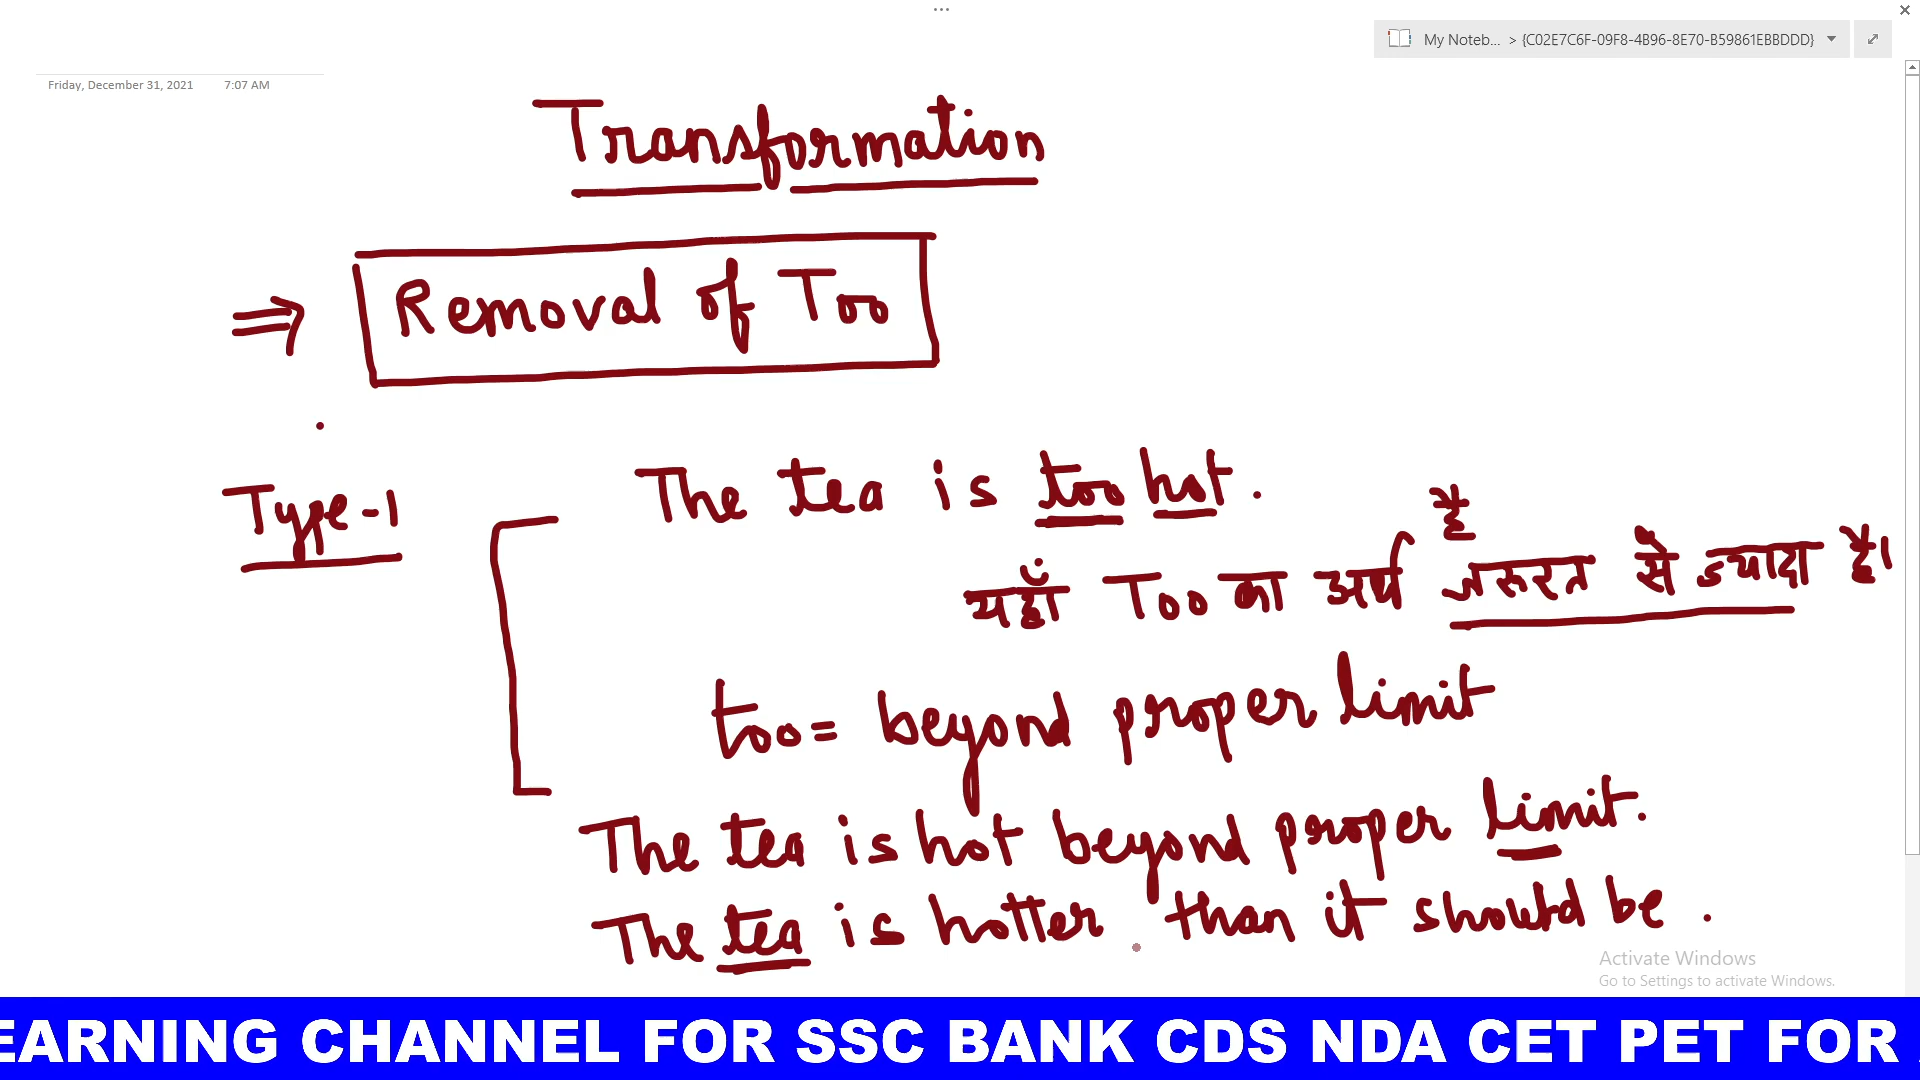 ...
My Noteb... > {C02E7C6F-09F8-4B96-8E70-B59861EBBDDD}
Friday, December 31, 2021 7:07 AM
Transformation
⇒ Removal of Too
Type-1
The tea is too hot.
है
यहाँ Too का अर्थ जरूरत से ज्यादा है।
too = beyond proper limit
The tea is hot beyond proper limit.
The tea is hotter than it should be.
Activate Windows
Go to Settings to activate Windows.
EARNING CHANNEL FOR SSC BANK CDS NDA CET PET FOR